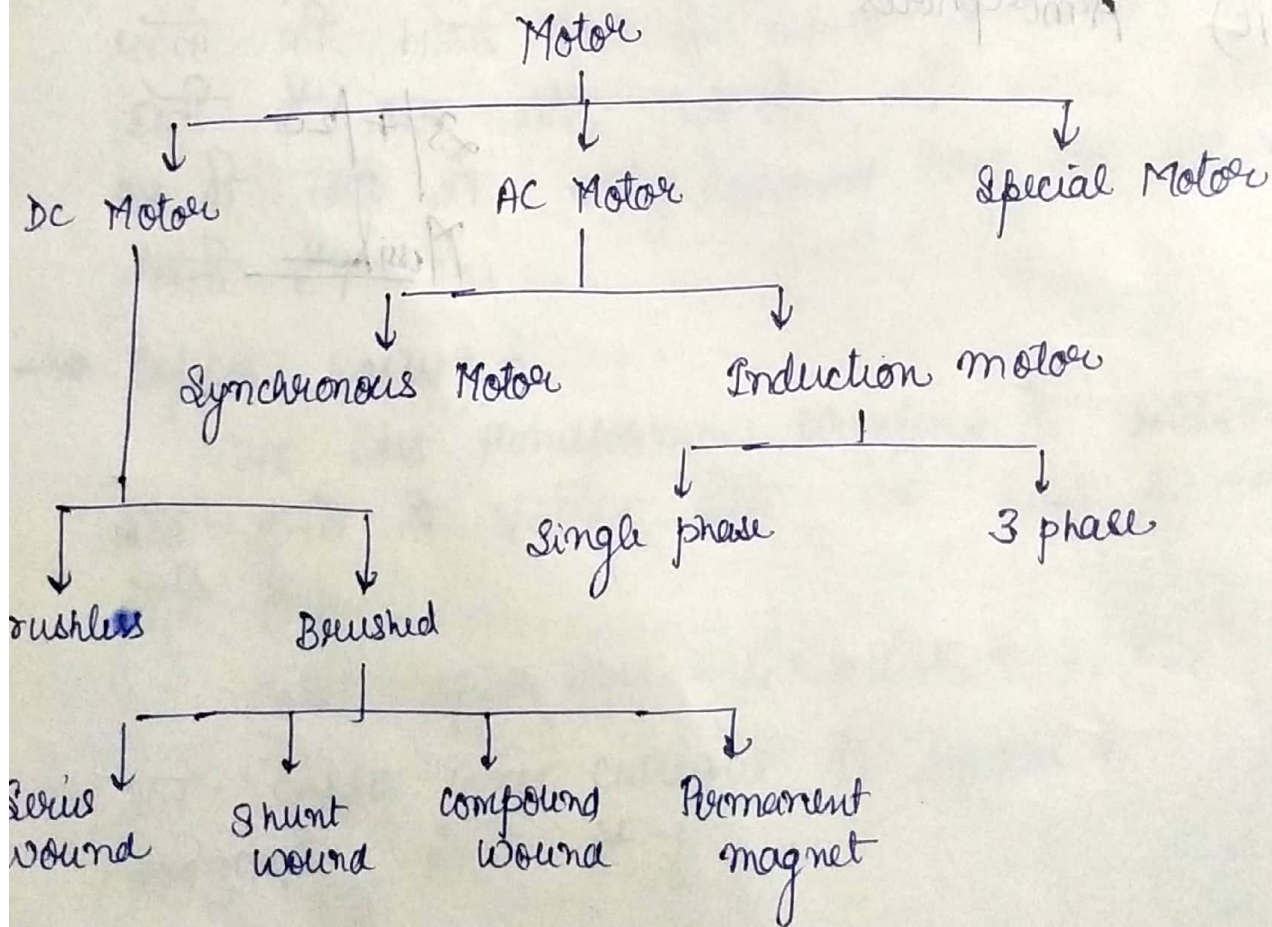 Motor
DC Motor
AC Motor
Special Motor
Synchronous Motor
Induction motor
Single phase
3 phase
rushless
Brushed
Series
wound
Shunt
wound
compound
wound
Permanent
magnet